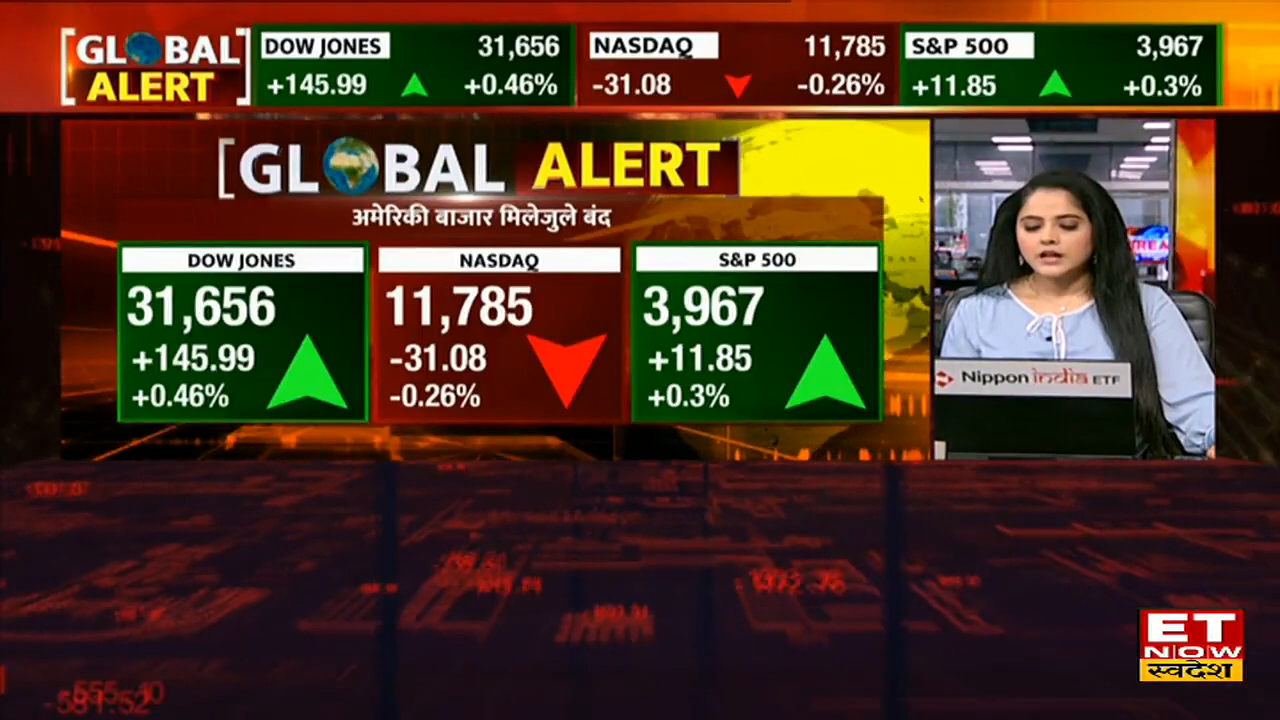 GLOBAL
ALERT
DOW JONES 31,656
+145.99 +0.46%
NASDAQ 11,785
-31.08 -0.26%
S&P 500 3,967
+11.85 +0.3%
GLOBAL ALERT
अमेरिकी बाजार मिलेजुले बंद
DOW JONES
31,656
+145.99
+0.46%
NASDAQ
11,785
-31.08
-0.26%
S&P 500
3,967
+11.85
+0.3%
Nippon india ETF
ET
NOW
स्वदेश